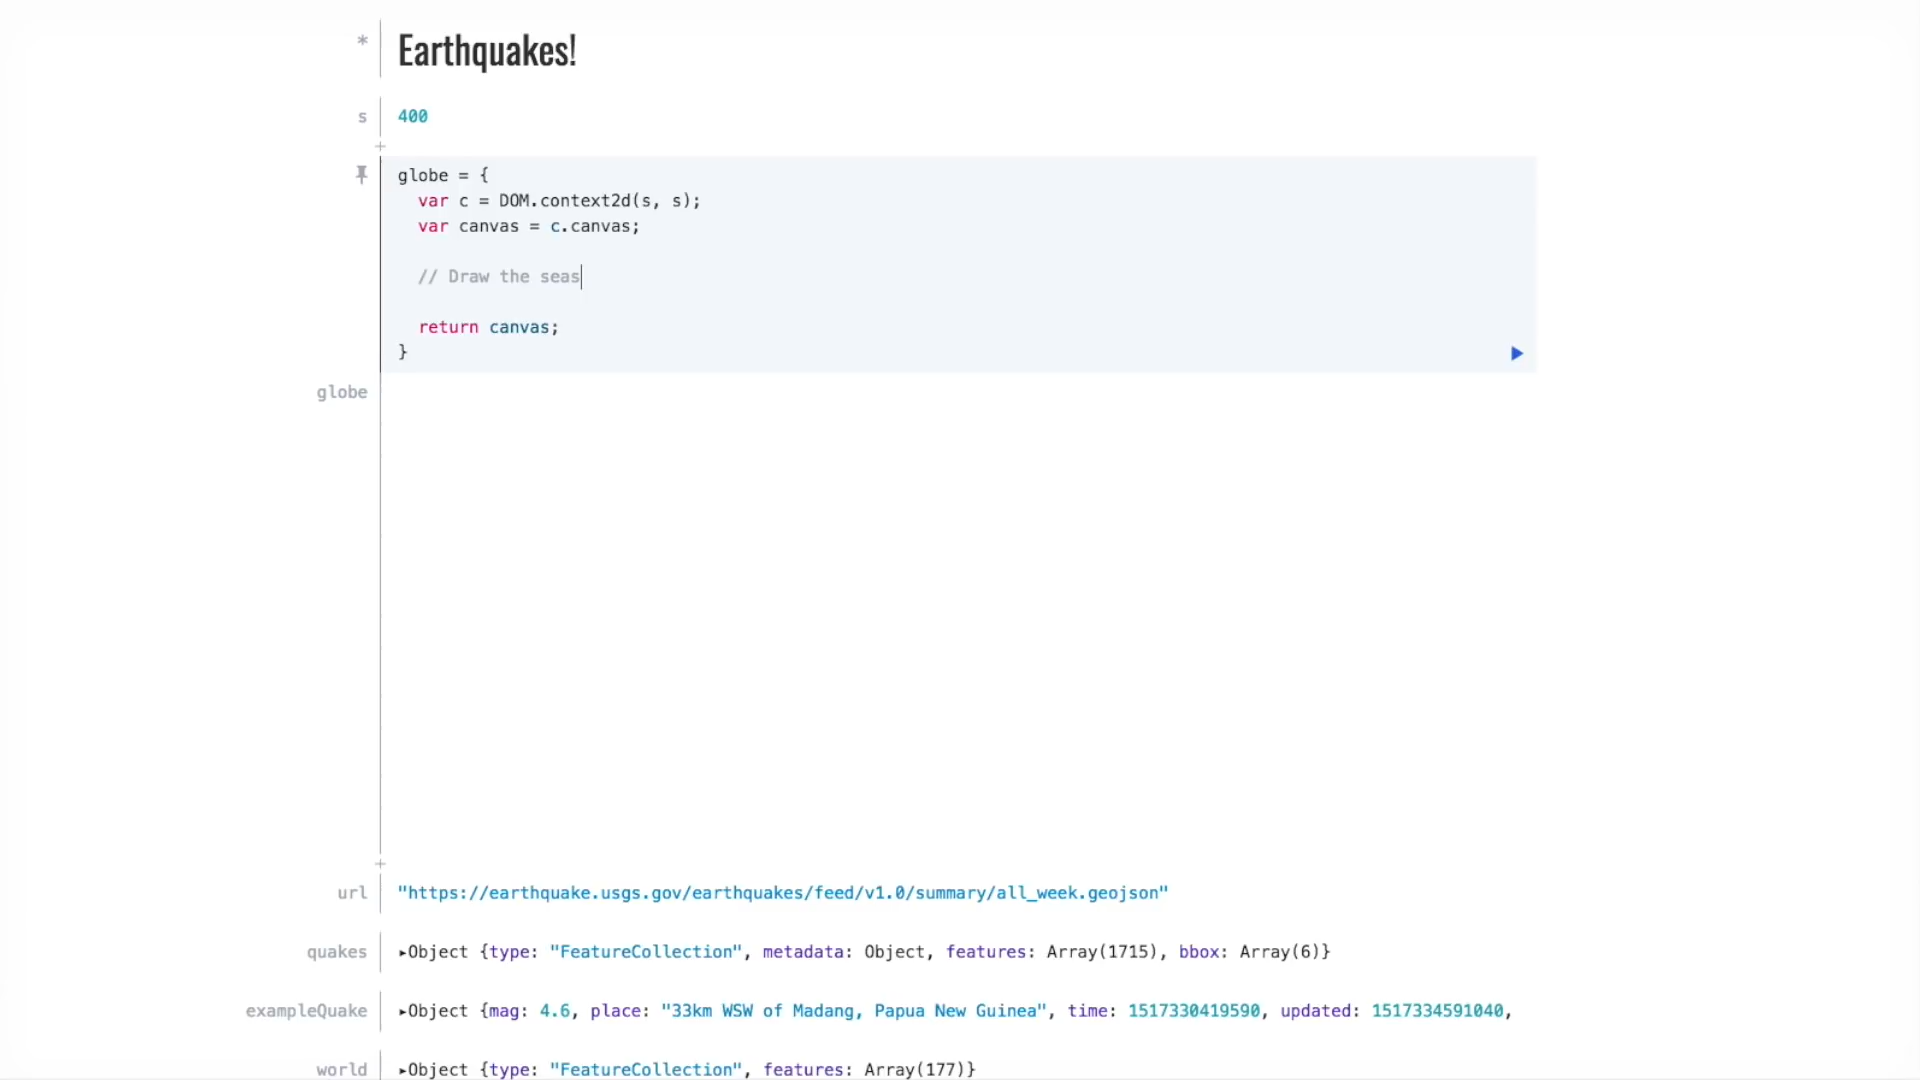 * Earthquakes!
s 400
+
globe = {
var c = DOM.context2d(s, s);
var canvas = c.canvas;
// Draw the seas
return canvas;
}
globe
+
url "https://earthquake.usgs.gov/earthquakes/feed/v1.0/summary/all_week.geojson"
quakes ▸Object {type: "FeatureCollection", metadata: Object, features: Array(1715), bbox: Array(6)}
exampleQuake ▸Object {mag: 4.6, place: "33km WSW of Madang, Papua New Guinea", time: 1517330419590, updated: 1517334591040,
world ▸Object {type: "FeatureCollection", features: Array(177)}